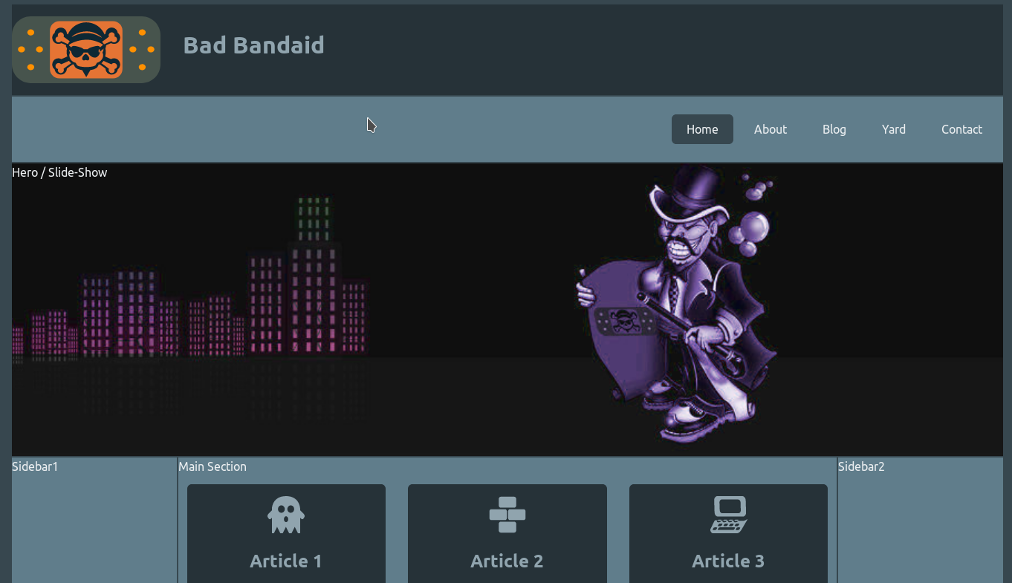 Bad Bandaid
Home About Blog Yard Contact
Hero / Slide-Show
Sidebar1 Main Section Sidebar2
Article 1 Article 2 Article 3